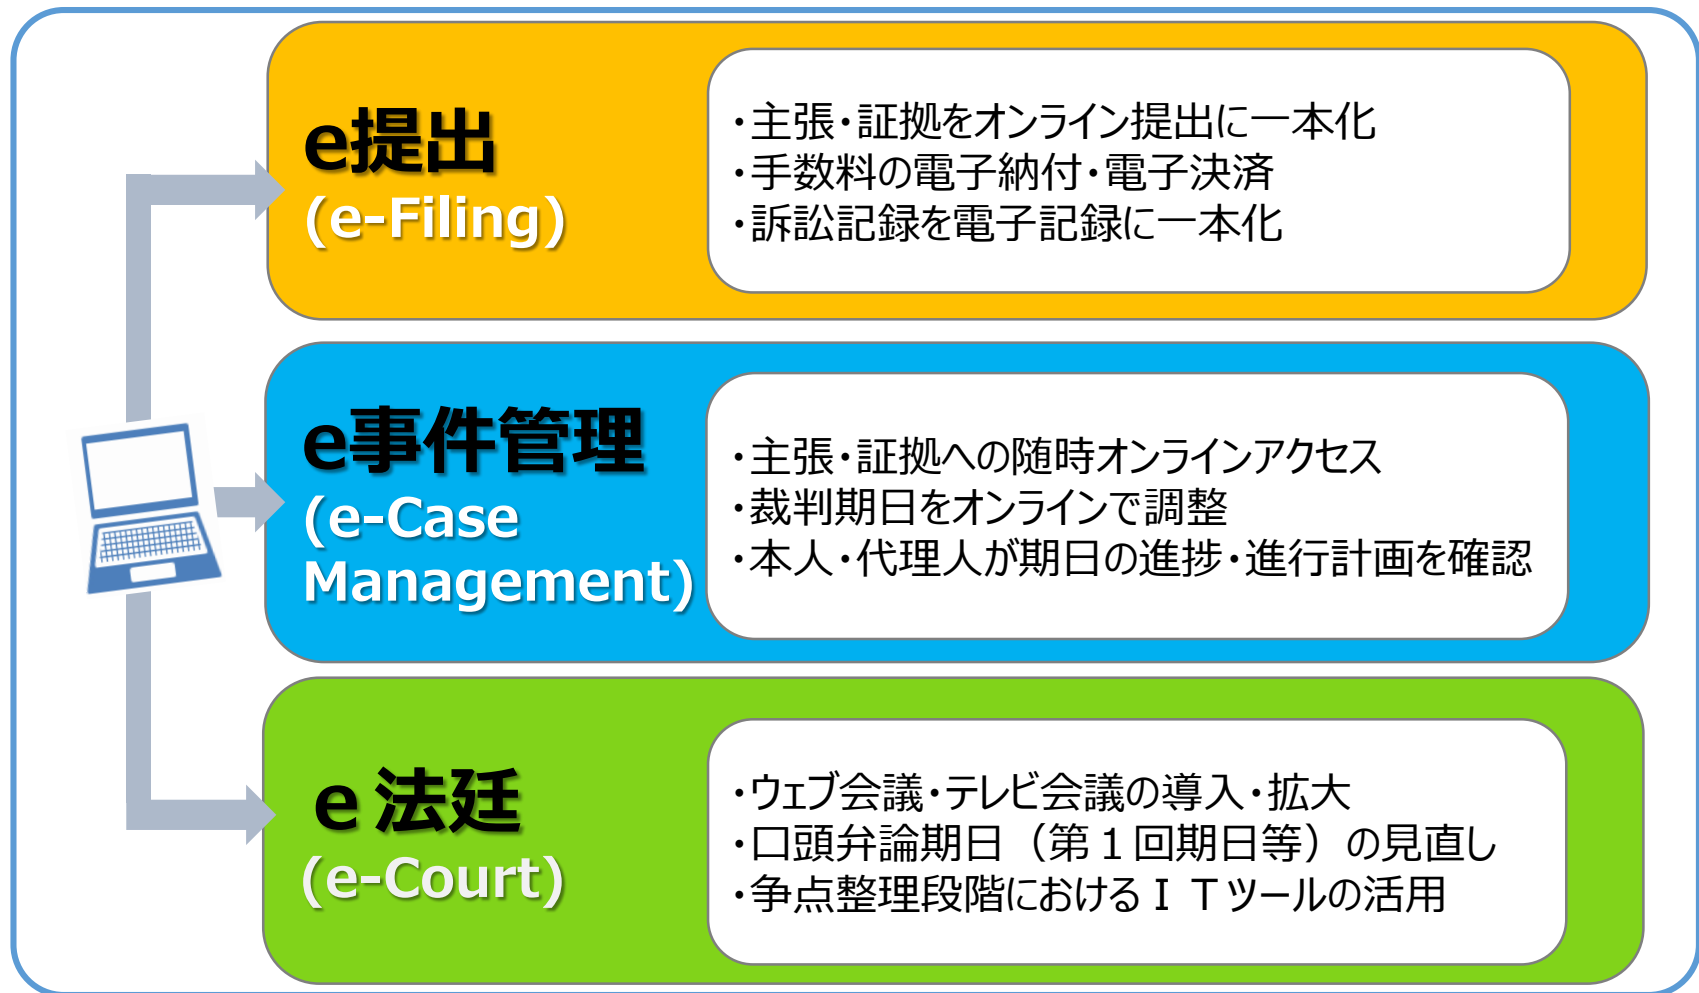 e提出
(e-Filing)
・主張・証拠をオンライン提出に一本化
・手数料の電子納付・電子決済
・訴訟記録を電子記録に一本化
e事件管理
(e-Case
Management)
・主張・証拠への随時オンラインアクセス
・裁判期日をオンラインで調整
・本人・代理人が期日の進捗・進行計画を確認
e法廷
(e-Court)
・ウェブ会議・テレビ会議の導入・拡大
・口頭弁論期日（第１回期日等）の見直し
・争点整理段階におけるＩＴツールの活用